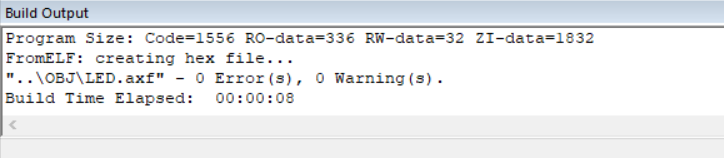 Build Output
Program Size: Code=1556 RO-data=336 RW-data=32 ZI-data=1832
FromELF: creating hex file...
"..\OBJ\LED.axf" - 0 Error(s), 0 Warning(s).
Build Time Elapsed:  00:00:08